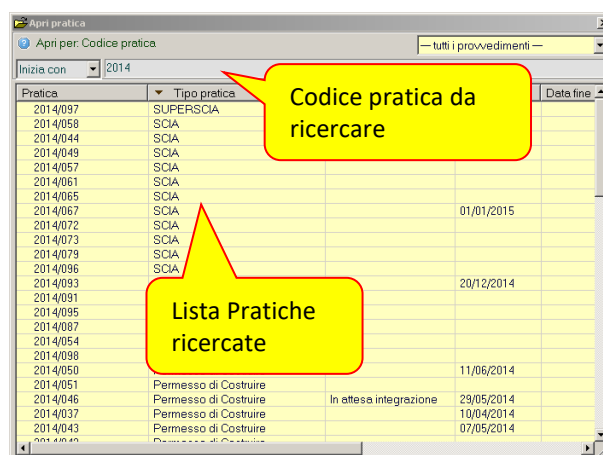 Apri pratica
Apri per: Codice pratica
— tutti i provvedimenti —
Inizia con 2014
Codice pratica da
ricercare
Pratica Tipo pratica Data fine
2014/097 SUPERSCIA
2014/058 SCIA
2014/044 SCIA
2014/049 SCIA
2014/057 SCIA
2014/061 SCIA
2014/065 SCIA
2014/067 SCIA 01/01/2015
2014/072 SCIA
2014/073 SCIA
2014/079 SCIA
2014/096 SCIA
2014/093 20/12/2014
2014/091
2014/095
2014/087
2014/054
2014/098
Lista Pratiche
ricercate
2014/050 11/06/2014
2014/051 Permesso di Costruire
2014/046 Permesso di Costruire In attesa integrazione 29/05/2014
2014/037 Permesso di Costruire 10/04/2014
2014/043 Permesso di Costruire 07/05/2014